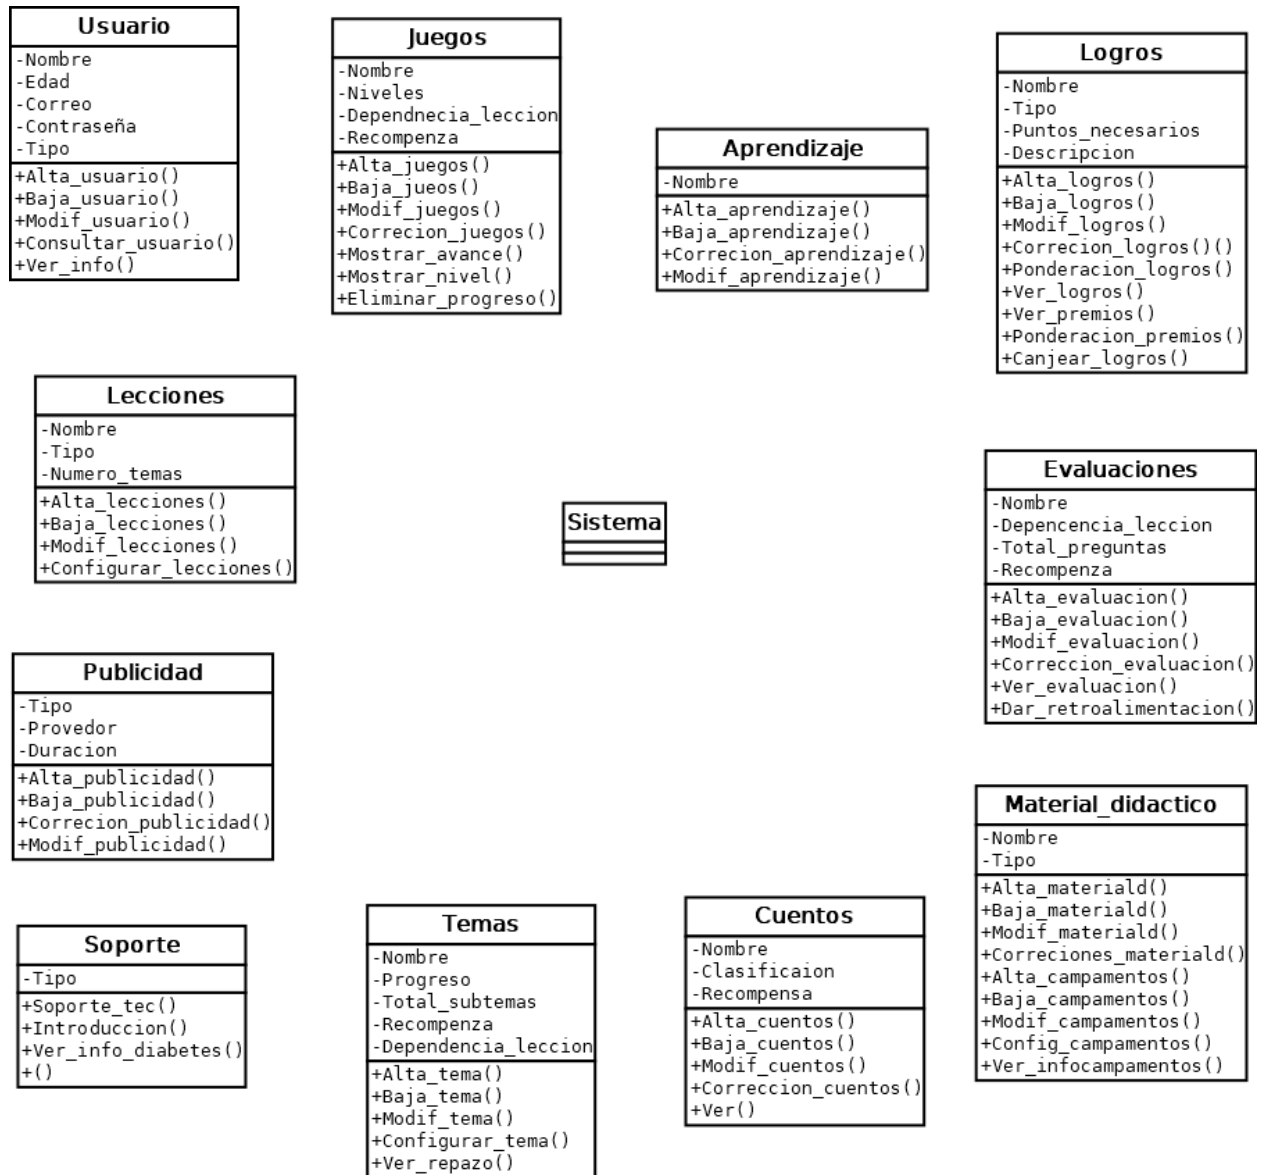 Usuario
-Nombre
-Edad
-Correo
-Contraseña
-Tipo
+Alta_usuario()
+Baja_usuario()
+Modif_usuario()
+Consultar_usuario()
+Ver_info()
Juegos
-Nombre
-Niveles
-Dependnecia_leccion
-Recompenza
+Alta_juegos()
+Baja_jueos()
+Modif_juegos()
+Correcion_juegos()
+Mostrar_avance()
+Mostrar_nivel()
+Eliminar_progreso()
Aprendizaje
-Nombre
+Alta_aprendizaje()
+Baja_aprendizaje()
+Correcion_aprendizaje()
+Modif_aprendizaje()
Logros
-Nombre
-Tipo
-Puntos_necesarios
-Descripcion
+Alta_logros()
+Baja_logros()
+Modif_logros()
+Correcion_logros()()
+Ponderacion_logros()
+Ver_logros()
+Ver_premios()
+Ponderacion_premios()
+Canjear_logros()
Lecciones
-Nombre
-Tipo
-Numero_temas
+Alta_lecciones()
+Baja_lecciones()
+Modif_lecciones()
+Configurar_lecciones()
Sistema
Evaluaciones
-Nombre
-Depencencia_leccion
-Total_preguntas
-Recompenza
+Alta_evaluacion()
+Baja_evaluacion()
+Modif_evaluacion()
+Correccion_evaluacion()
+Ver_evaluacion()
+Dar_retroalimentacion()
Publicidad
-Tipo
-Provedor
-Duracion
+Alta_publicidad()
+Baja_publicidad()
+Correcion_publicidad()
+Modif_publicidad()
Material_didactico
-Nombre
-Tipo
+Alta_materiald()
+Baja_materiald()
+Modif_materiald()
+Correciones_materiald()
+Alta_campamentos()
+Baja_campamentos()
+Modif_campamentos()
+Config_campamentos()
+Ver_infocampamentos()
Soporte
-Tipo
+Soporte_tec()
+Introduccion()
+Ver_info_diabetes()
+()
Temas
-Nombre
-Progreso
-Total_subtemas
-Recompenza
-Dependencia_leccion
+Alta_tema()
+Baja_tema()
+Modif_tema()
+Configurar_tema()
+Ver_repazo()
Cuentos
-Nombre
-Clasificaion
-Recompensa
+Alta_cuentos()
+Baja_cuentos()
+Modif_cuentos()
+Correccion_cuentos()
+Ver()